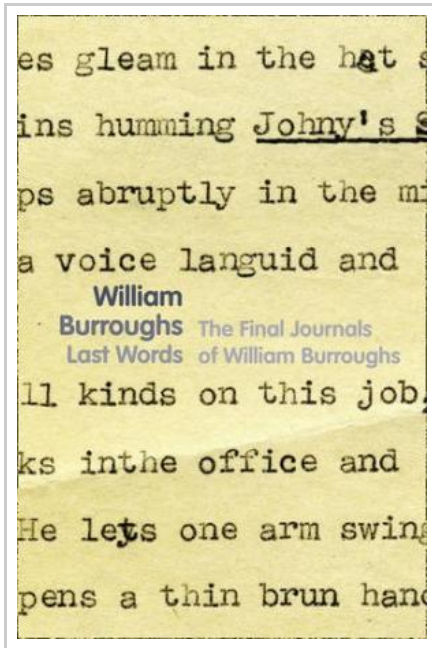 es gleam in the hat s
ins humming Johny's S
ps abruptly in the mi
a voice languid and
William
Burroughs
Last Words
The Final Journals
of William Burroughs
ll kinds on this job,
ks inthe office and
He lets one arm swing
pens a thin brun hand